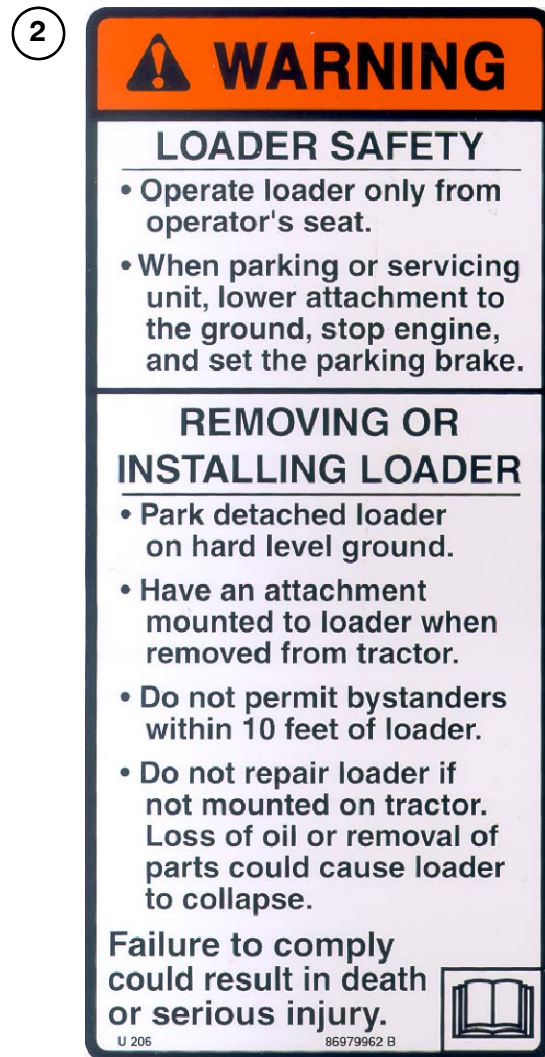 2
WARNING
LOADER SAFETY
• Operate loader only from
operator's seat.
• When parking or servicing
unit, lower attachment to
the ground, stop engine,
and set the parking brake.
REMOVING OR
INSTALLING LOADER
• Park detached loader
on hard level ground.
• Have an attachment
mounted to loader when
removed from tractor.
• Do not permit bystanders
within 10 feet of loader.
• Do not repair loader if
not mounted on tractor.
Loss of oil or removal of
parts could cause loader
to collapse.
Failure to comply
could result in death
or serious injury.
U 206 86979962 B